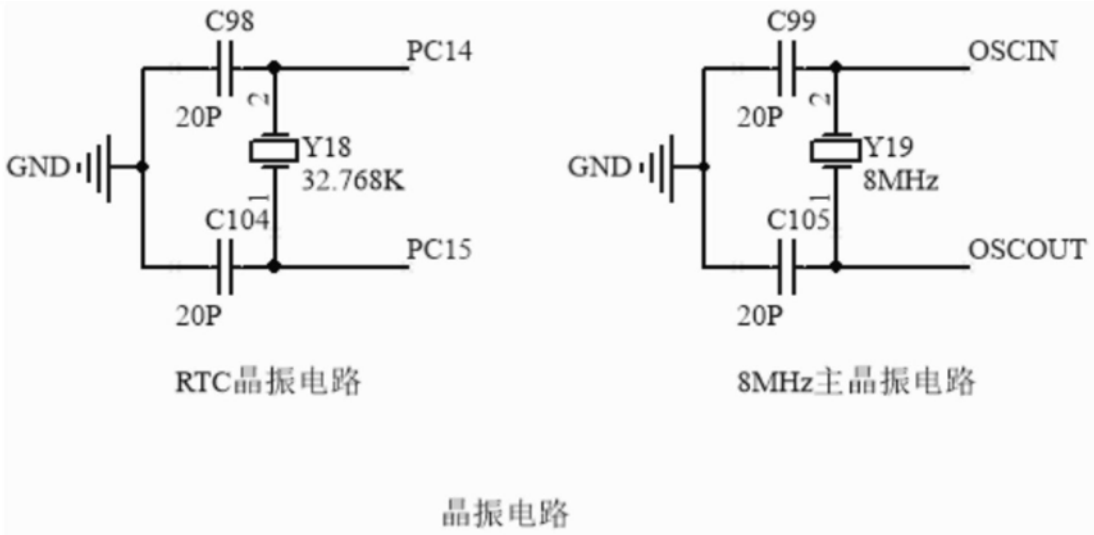 C98
PC14
20P
2
Y18
GND
32.768K
1
C104
PC15
20P
RTC晶振电路
C99
OSCIN
20P
2
Y19
GND
8MHz
1
C105
OSCOUT
20P
8MHz主晶振电路
晶振电路